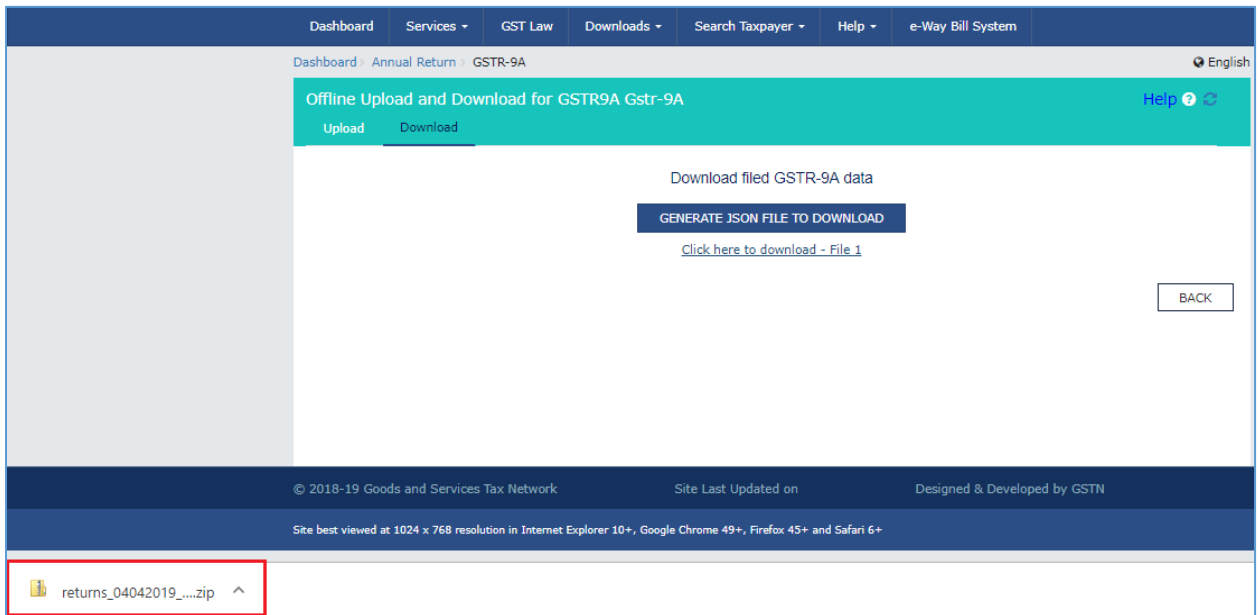 Dashboard Services GST Law Downloads Search Taxpayer Help e-Way Bill System
Dashboard > Annual Return > GSTR-9A English
Offline Upload and Download for GSTR9A Gstr-9A Help ?
Upload Download
Download filed GSTR-9A data
GENERATE JSON FILE TO DOWNLOAD
Click here to download - File 1
BACK
© 2018-19 Goods and Services Tax Network Site Last Updated on Designed & Developed by GSTN
Site best viewed at 1024 x 768 resolution in Internet Explorer 10+, Google Chrome 49+, Firefox 45+ and Safari 6+
returns_04042019_....zip